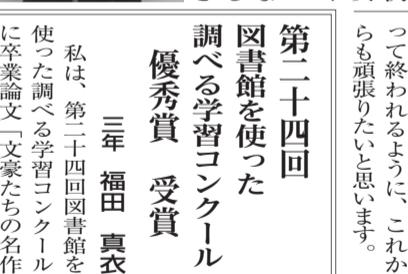 って終われるように、これか
らも頑張りたいと思います。
第二十四回
図書館を使った
調べる学習コンクール
優秀賞　受賞
三年　福田　真衣
私は、第二十四回図書館を
使った調べる学習コンクール
に卒業論文「文豪たちの名作